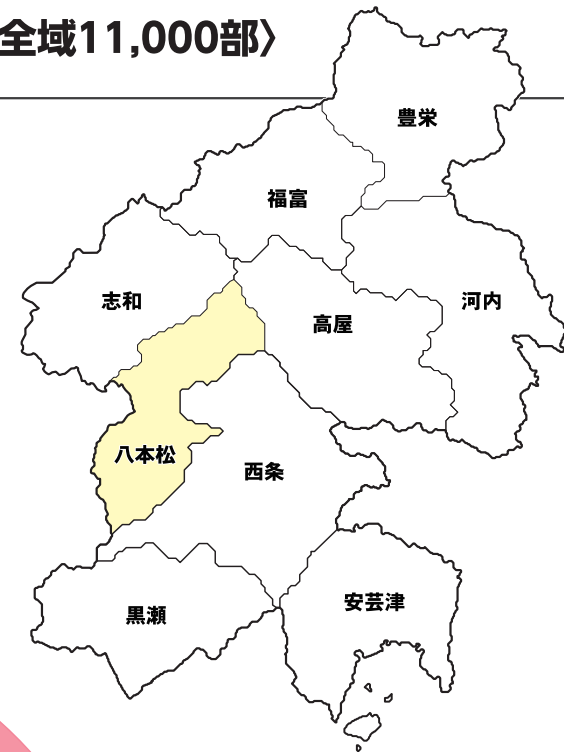 全域11,000部〉
豊栄
福富
志和
河内
高屋
八本松
西条
安芸津
黒瀬